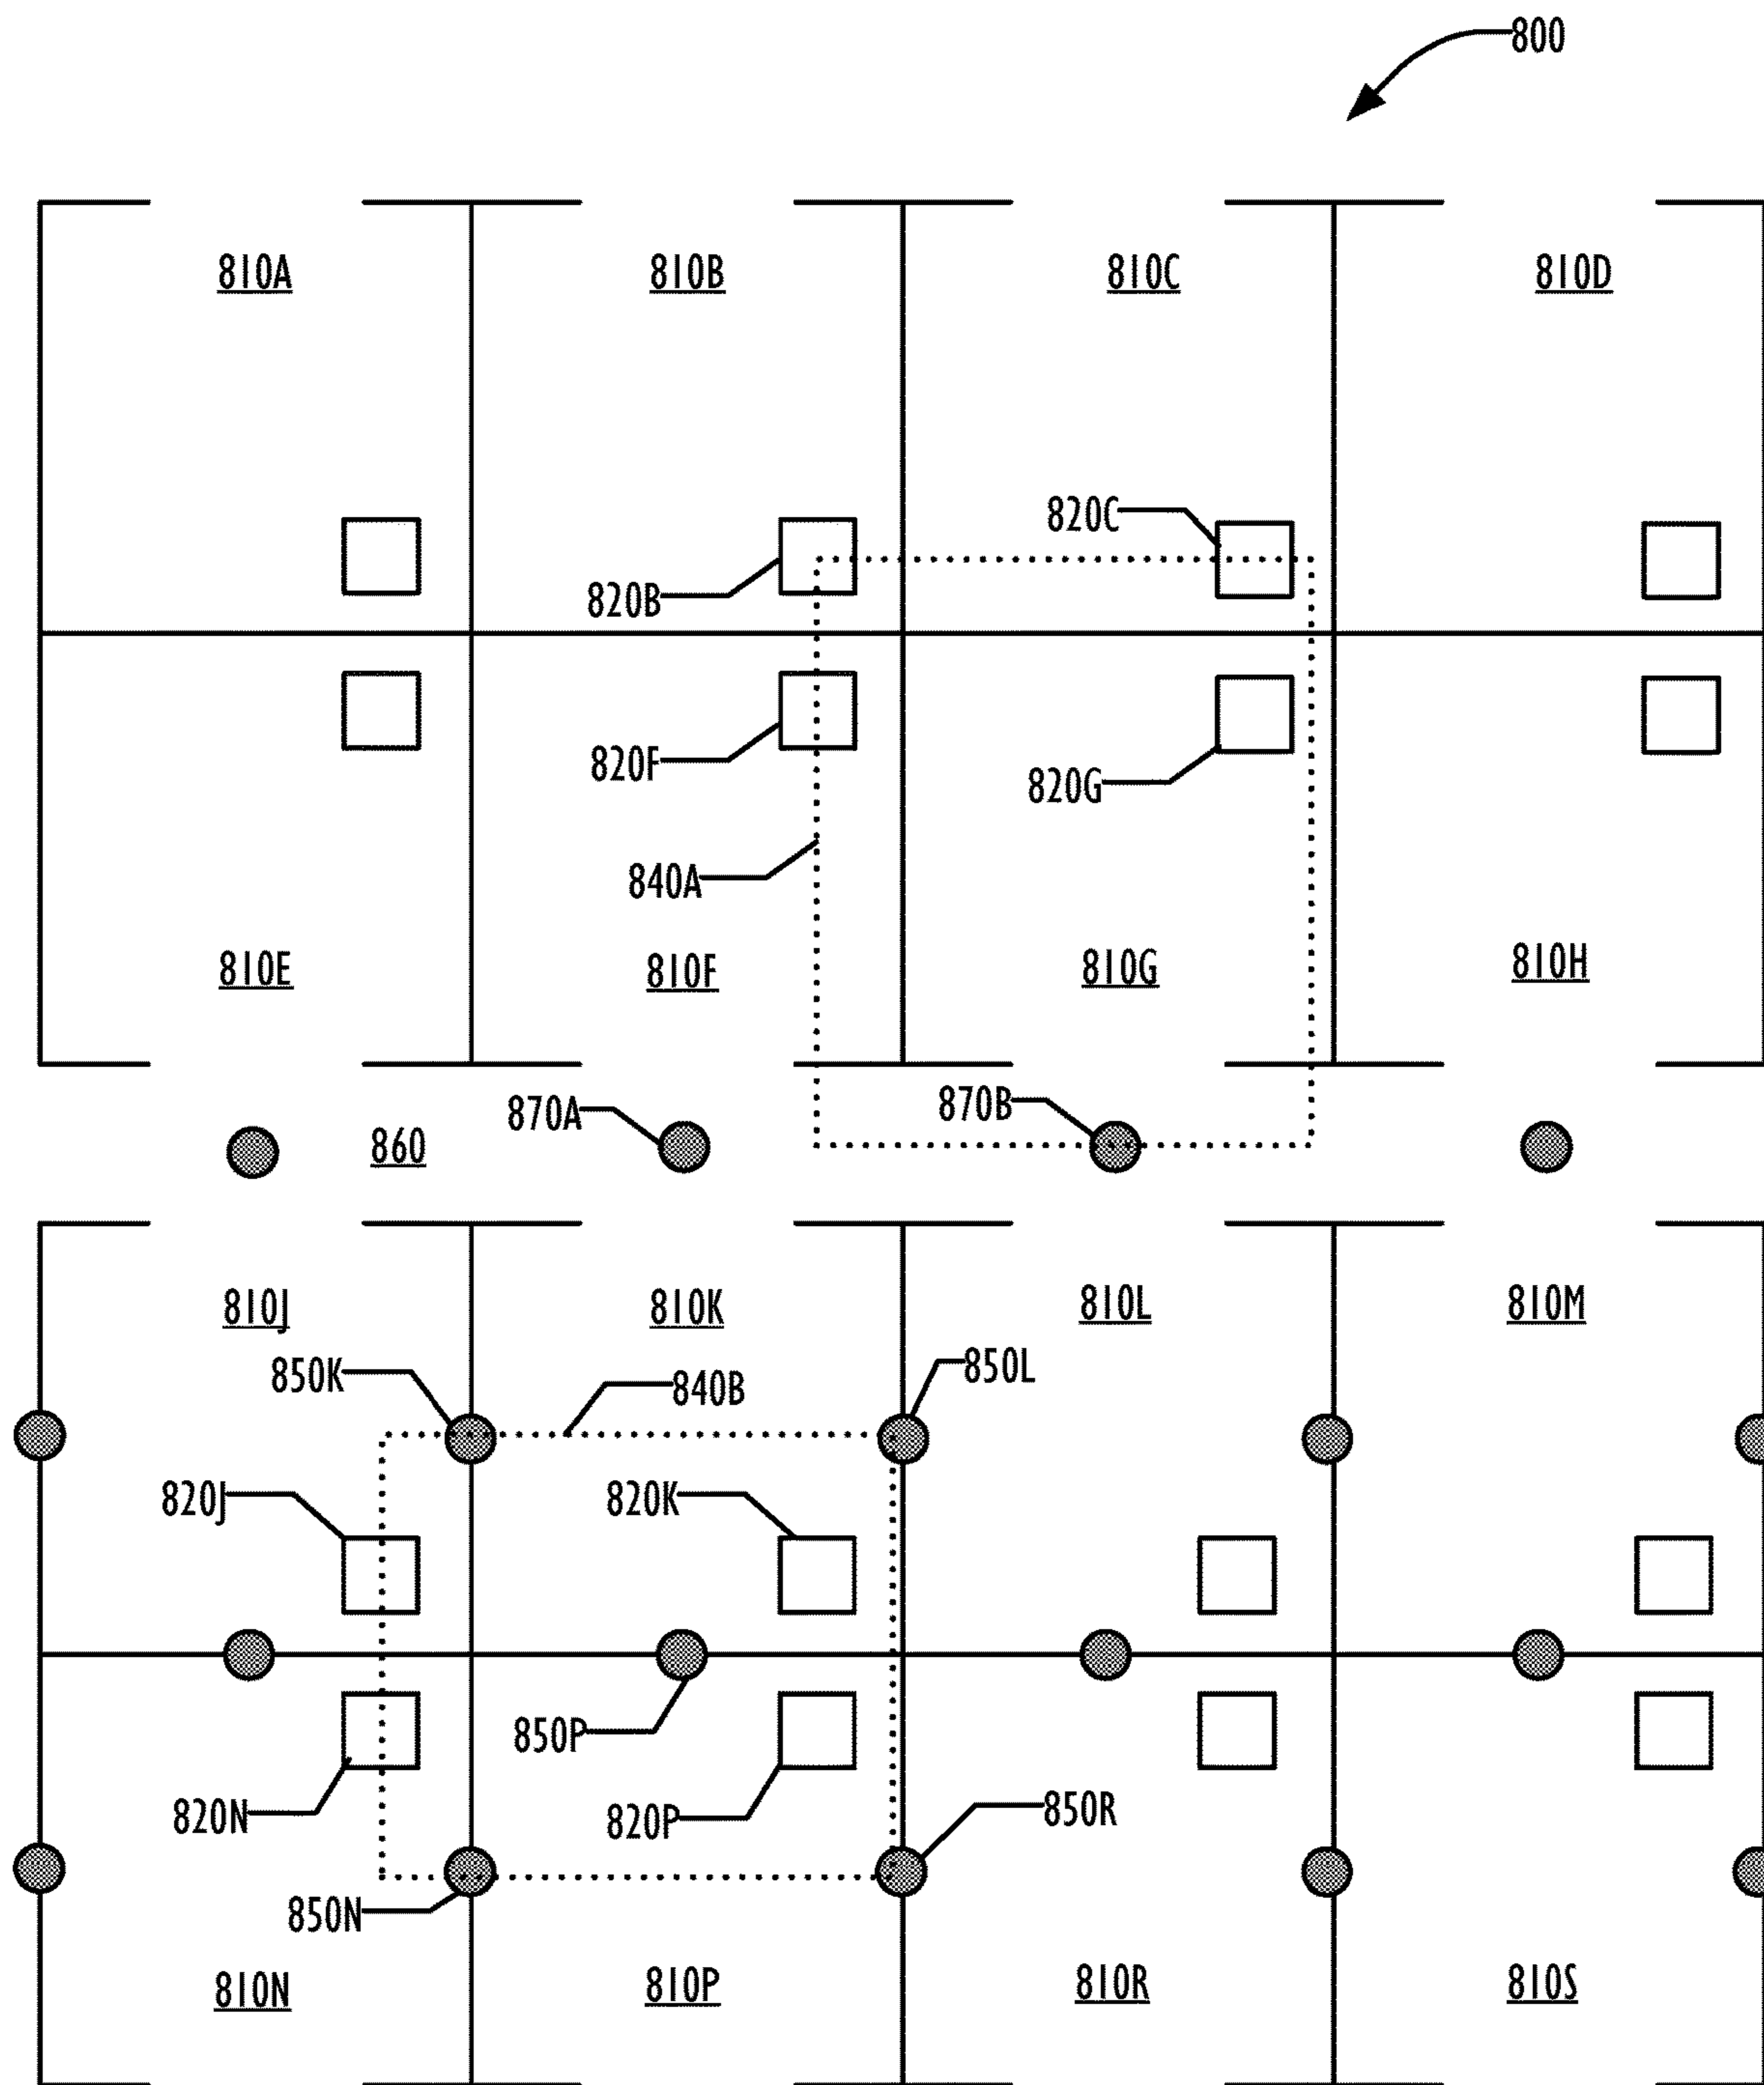 800
810A 810B 810C 810D
820C
820B
820F
820G
840A
810E 810F 810G 810H
870A 870B
860
810J 810K 810L 810M
850K 840B 850L
820J 820K
850P
820N 820P 850R
850N
810N 810P 810R 810S